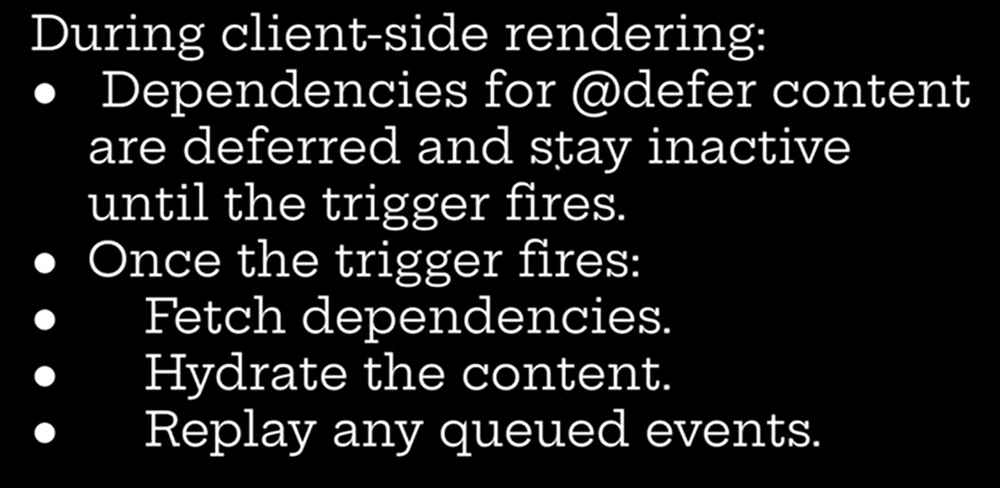 During client-side rendering:
● Dependencies for @defer content
are deferred and stay inactive
until the trigger fires.
● Once the trigger fires:
● Fetch dependencies.
● Hydrate the content.
● Replay any queued events.